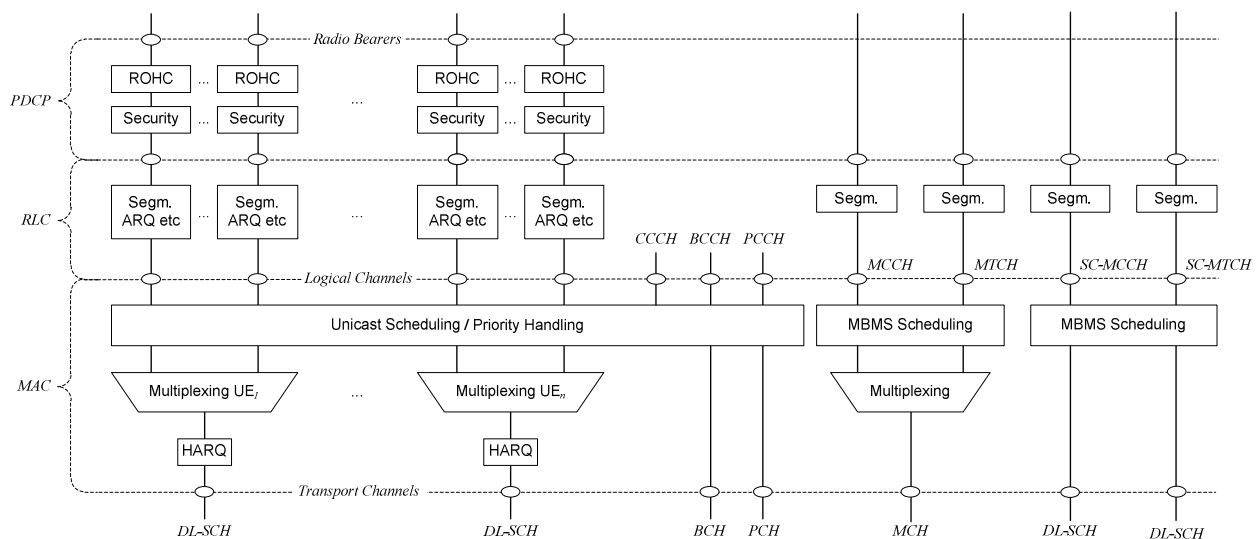 Radio Bearers
ROHC ... ROHC ROHC ... ROHC
PDCP ...
Security ... Security Security ... Security
Segm. ARQ etc ... Segm. ARQ etc ... Segm. ARQ etc ... Segm. ARQ etc Segm. Segm. Segm. Segm.
RLC
CCCH BCCH PCCH
Logical Channels MCCH MTCH SC-MCCH SC-MTCH
Unicast Scheduling / Priority Handling MBMS Scheduling MBMS Scheduling
MAC Multiplexing UE1 ... Multiplexing UEn Multiplexing
HARQ HARQ
Transport Channels
DL-SCH DL-SCH BCH PCH MCH DL-SCH DL-SCH